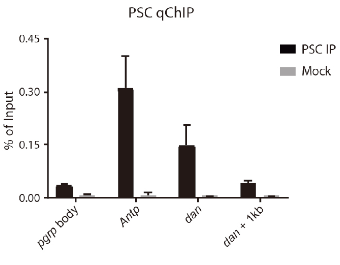 PSC qChIP
0.45
0.30
0.15
0.00
% of Input
PSC IP
Mock
pgrp body
Antp
dan
dan + 1kb